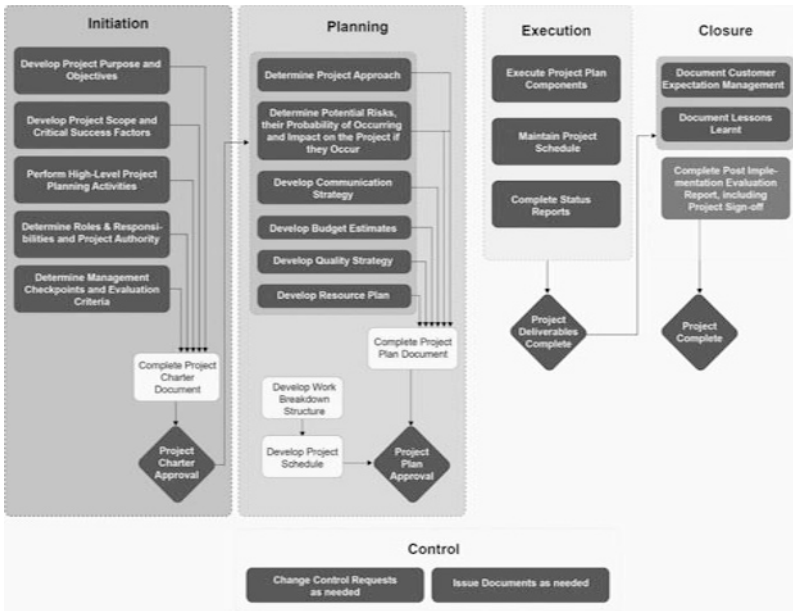 Initiation
Develop Project Purpose and
Objectives
Develop Project Scope and
Critical Success Factors
Perform High-Level Project
Planning Activities
Determine Roles & Responsi-
bilities and Project Authority
Determine Management
Checkpoints and Evaluation
Criteria
Complete Project
Charter
Document
Project
Charter
Approval
Planning
Determine Project Approach
Determine Potential Risks,
their Probability of Occurring
and Impact on the Project if
they Occur
Develop Communication
Strategy
Develop Budget Estimates
Develop Quality Strategy
Develop Resource Plan
Complete Project
Plan Document
Develop Work
Breakdown
Structure
Develop Project
Schedule
Project
Plan
Approval
Execution
Execute Project Plan
Components
Maintain Project
Schedule
Complete Status
Reports
Project
Deliverables
Complete
Closure
Document Customer
Expectation Management
Document Lessons
Learnt
Complete Post Imple-
mentation Evaluation
Report, including
Project Sign-off
Project
Complete
Control
Change Control Requests
as needed
Issue Documents as needed